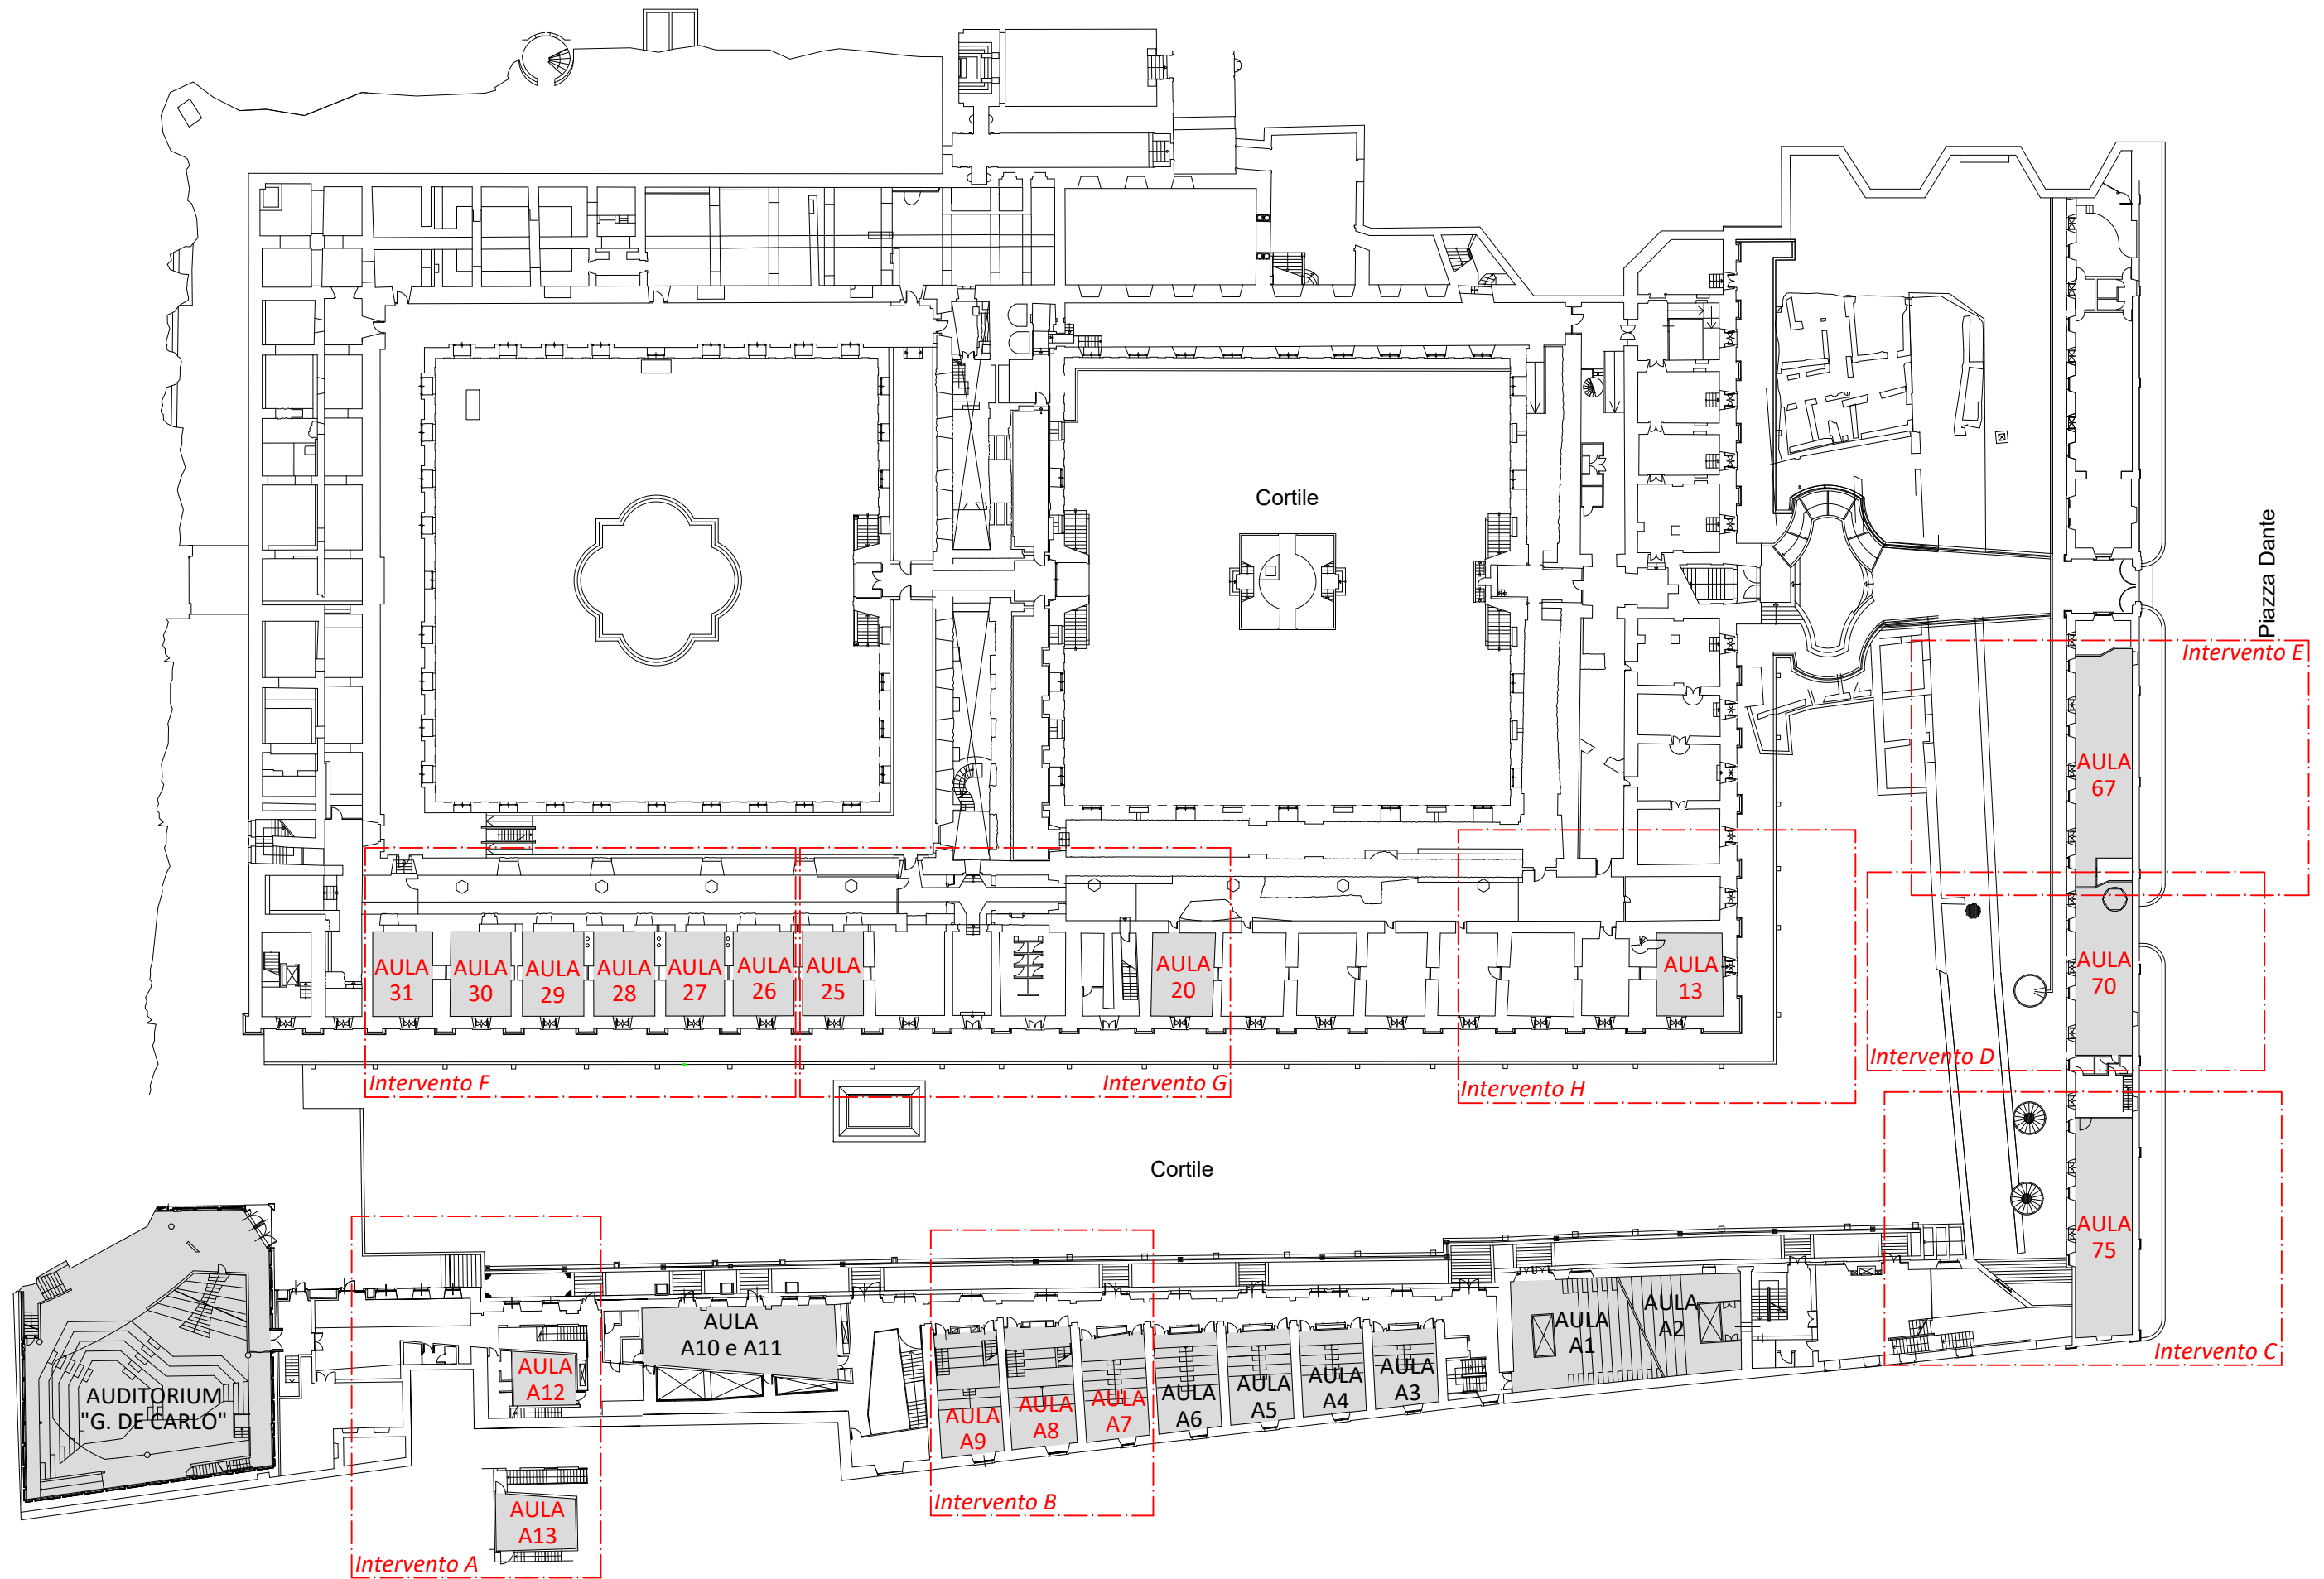 Cortile
Piazza Dante
Intervento E
AULA
67
AULA
31
AULA
30
AULA
29
AULA
28
AULA
27
AULA
26
AULA
25
AULA
20
AULA
13
AULA
70
Intervento D
Intervento F
Intervento G
Intervento H
Cortile
AULA
75
Intervento C
AUDITORIUM
"G. DE CARLO"
AULA
A12
AULA
A13
Intervento A
AULA
A10 e A11
AULA
A9
AULA
A8
AULA
A7
Intervento B
AULA
A6
AULA
A5
AULA
A4
AULA
A3
AULA
A1
AULA
A2